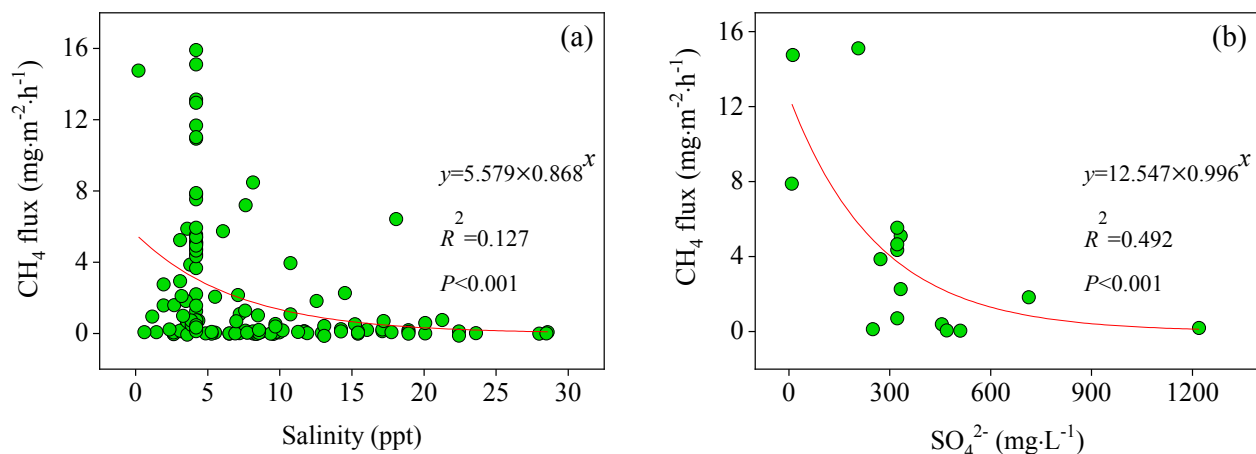 (a)
CH₄ flux (mg·m⁻²·h⁻¹)
16
12
8
4
0
y=5.579×0.868ˣ
R²=0.127
P<0.001
0 5 10 15 20 25 30
Salinity (ppt)
(b)
CH₄ flux (mg·m⁻²·h⁻¹)
16
12
8
4
0
y=12.547×0.996ˣ
R²=0.492
P<0.001
0 300 600 900 1200
SO₄²⁻ (mg·L⁻¹)